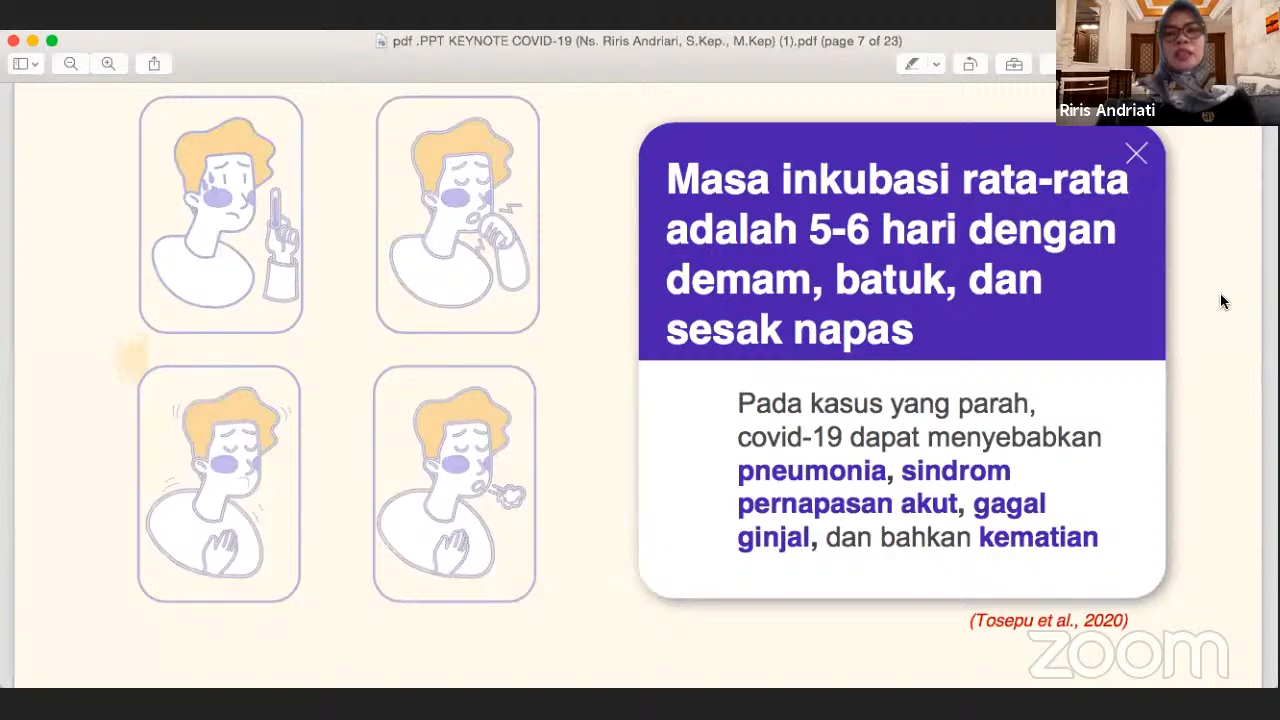 pdf .PPT KEYNOTE COVID-19 (Ns. Riris Andriari, S.Kep., M.Kep) (1).pdf (page 7 of 23)
Riris Andriati
Masa inkubasi rata-rata
adalah 5-6 hari dengan
demam, batuk, dan
sesak napas
Pada kasus yang parah,
covid-19 dapat menyebabkan
pneumonia, sindrom
pernapasan akut, gagal
ginjal, dan bahkan kematian
(Tosepu et al., 2020)
zoom